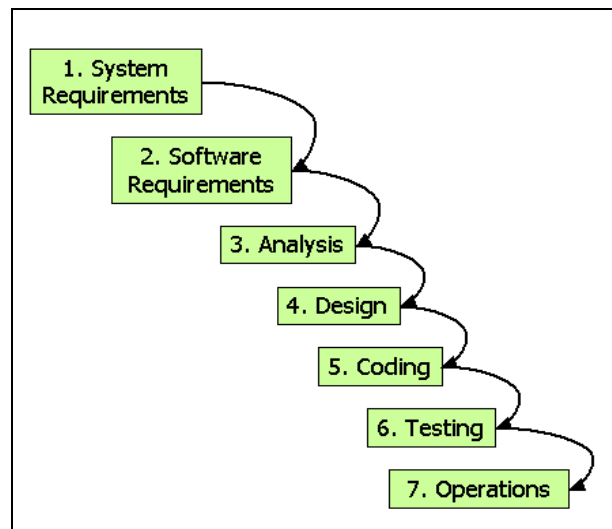 1. System
Requirements
2. Software
Requirements
3. Analysis
4. Design
5. Coding
6. Testing
7. Operations